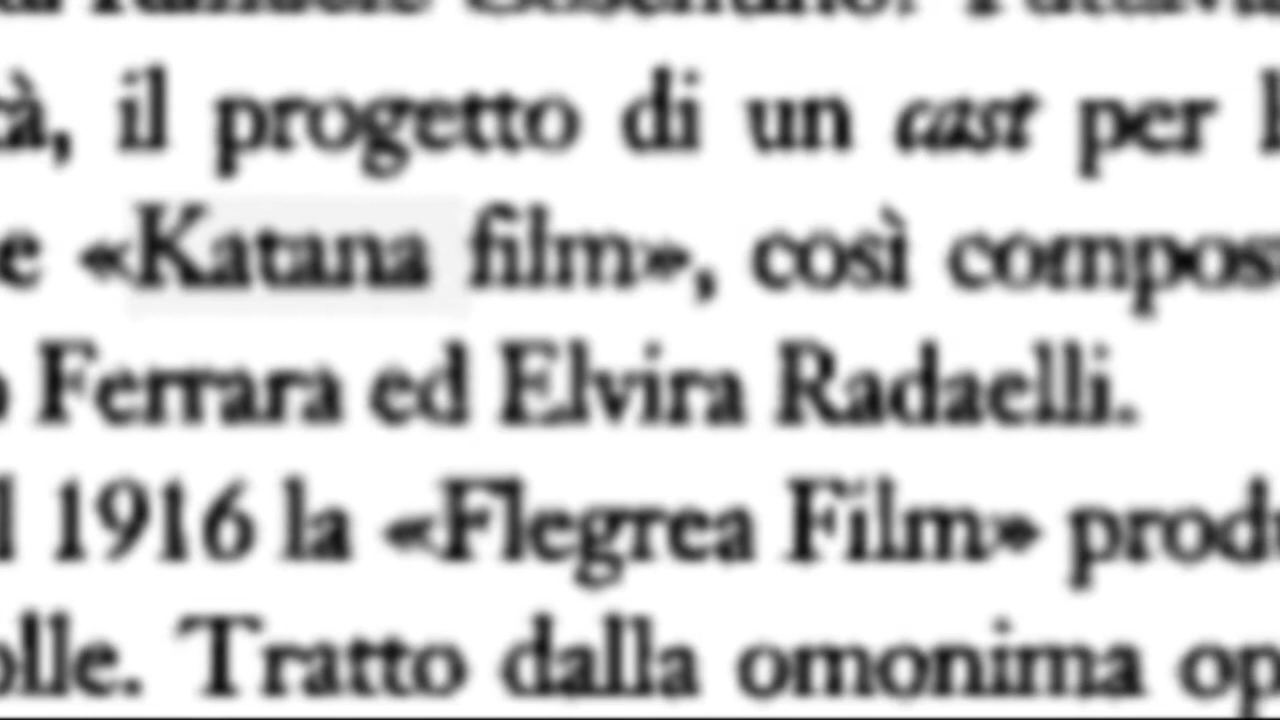 il progetto di un cast per
e «Katana film», così compos
Ferrara ed Elvira Radaelli.
1916 la «Flegrea Film» prod
olle. Tratto dalla omonima op